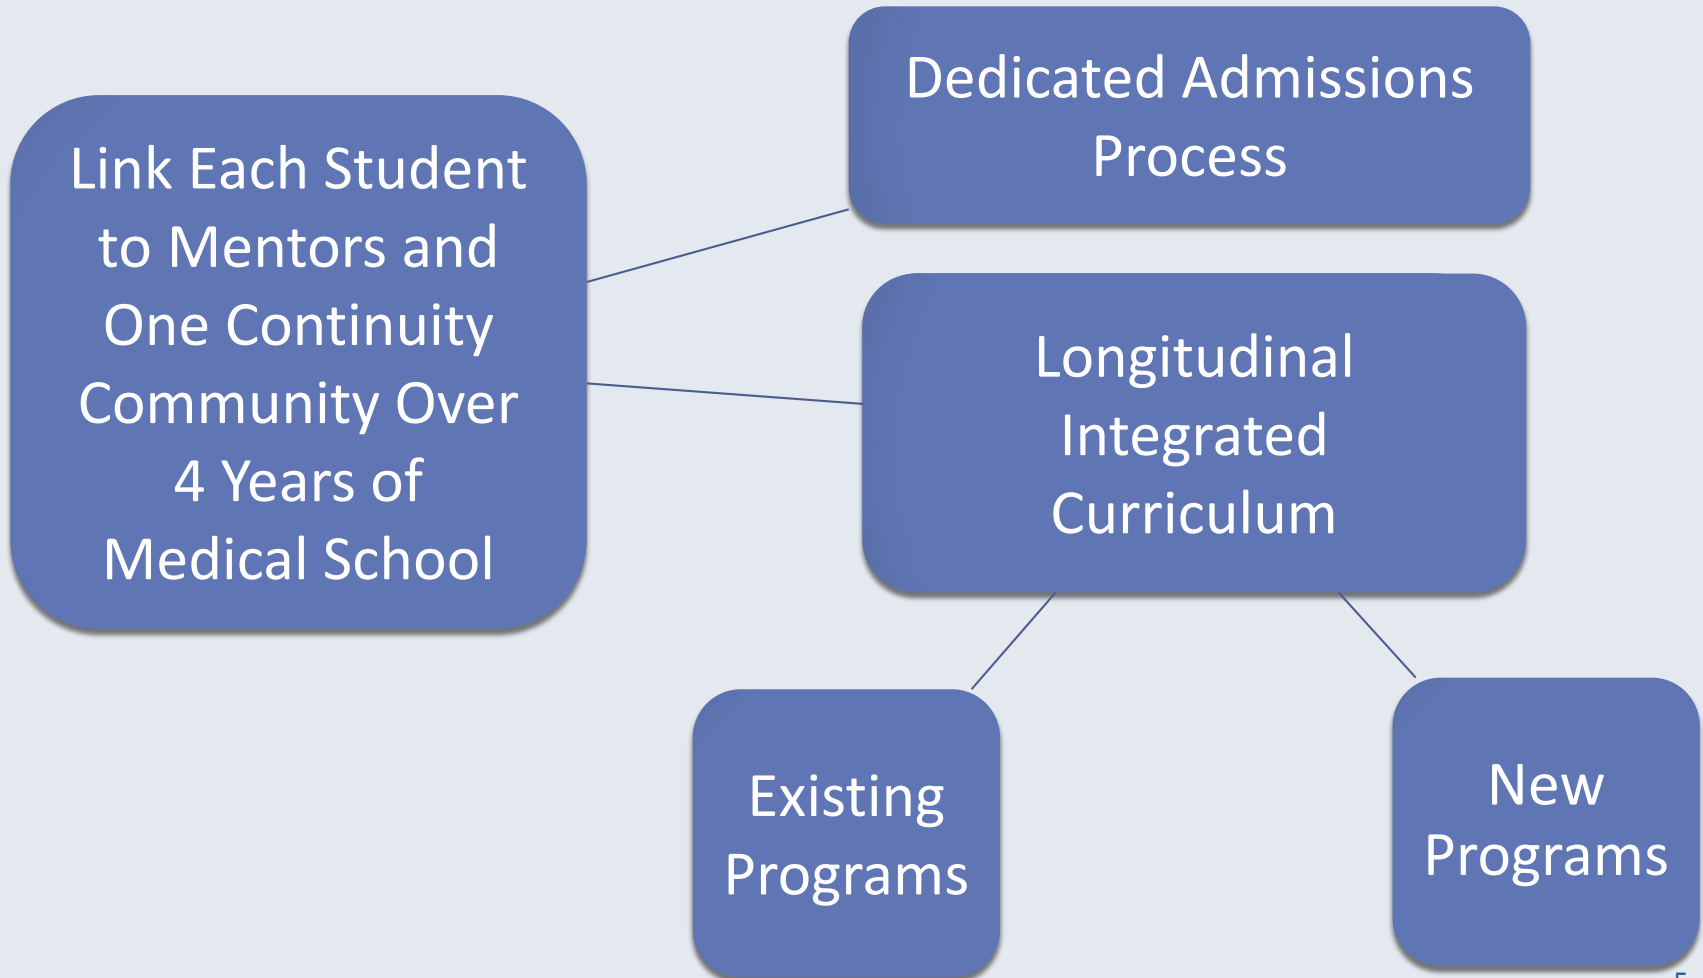 Link Each Student
to Mentors and
One Continuity
Community Over
4 Years of
Medical School
Dedicated Admissions
Process
Longitudinal
Integrated
Curriculum
Existing
Programs
New
Programs